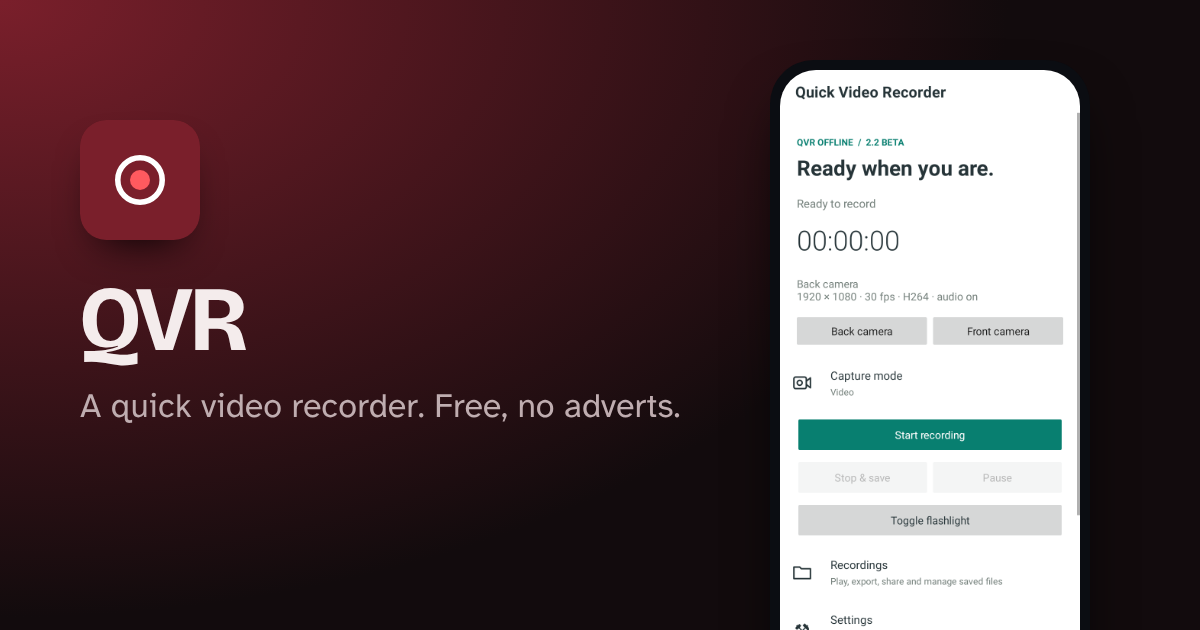 QVR
A quick video recorder. Free, no adverts.
Quick Video Recorder
QVR OFFLINE / 2.2 BETA
Ready when you are.
Ready to record
00:00:00
Back camera
1920 × 1080 · 30 fps · H264 · audio on
Back camera
Front camera
Capture mode
Video
Start recording
Stop & save
Pause
Toggle flashlight
Recordings
Play, export, share and manage saved files
Settings